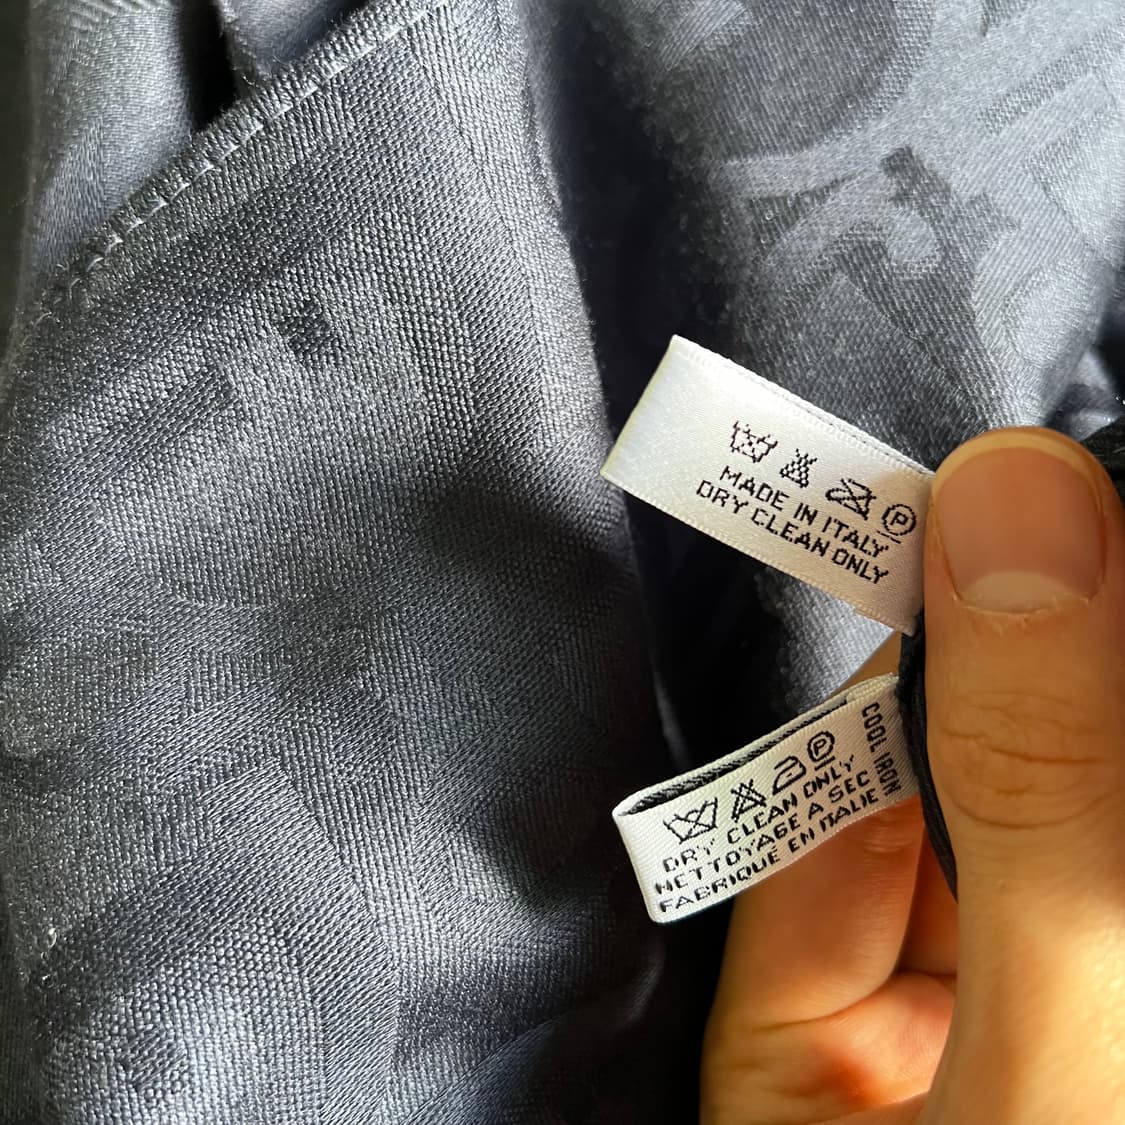 P
MADE IN ITALY
DRY CLEAN ONLY
P
DRY CLEAN ONLY
NETTOYAGE A SEC
FABRIQUÉ EN ITALIE
COOL IRON